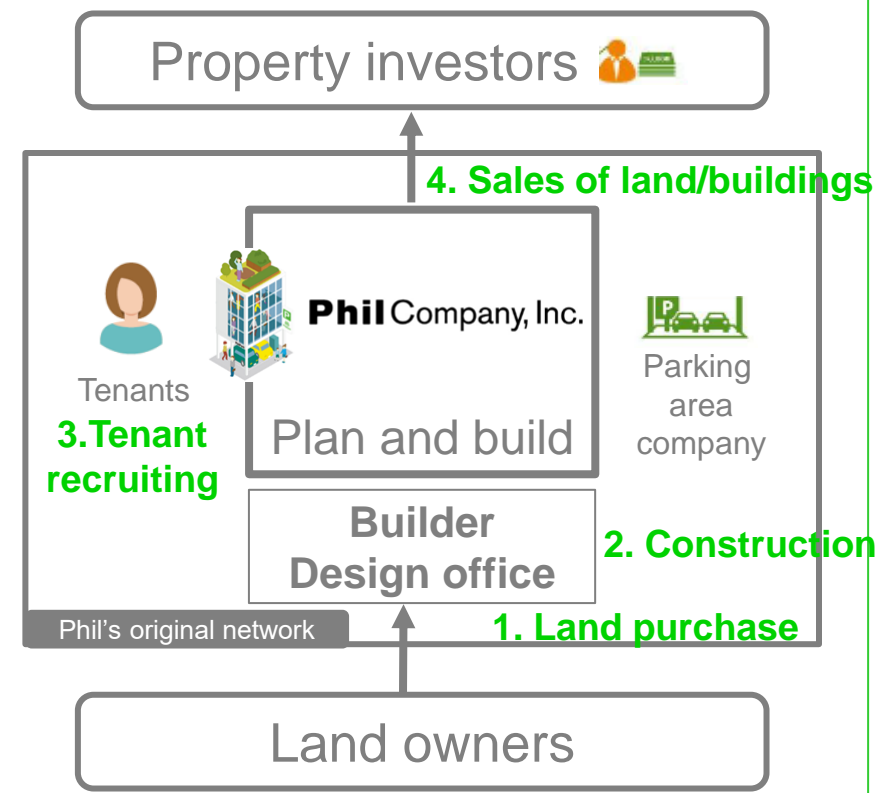 Property investors
4. Sales of land/buildings
Phil Company, Inc.
Plan and build
Tenants
3.Tenant
recruiting
P
Parking
area
company
Builder
Design office
2. Construction
1. Land purchase
Phil's original network
Land owners